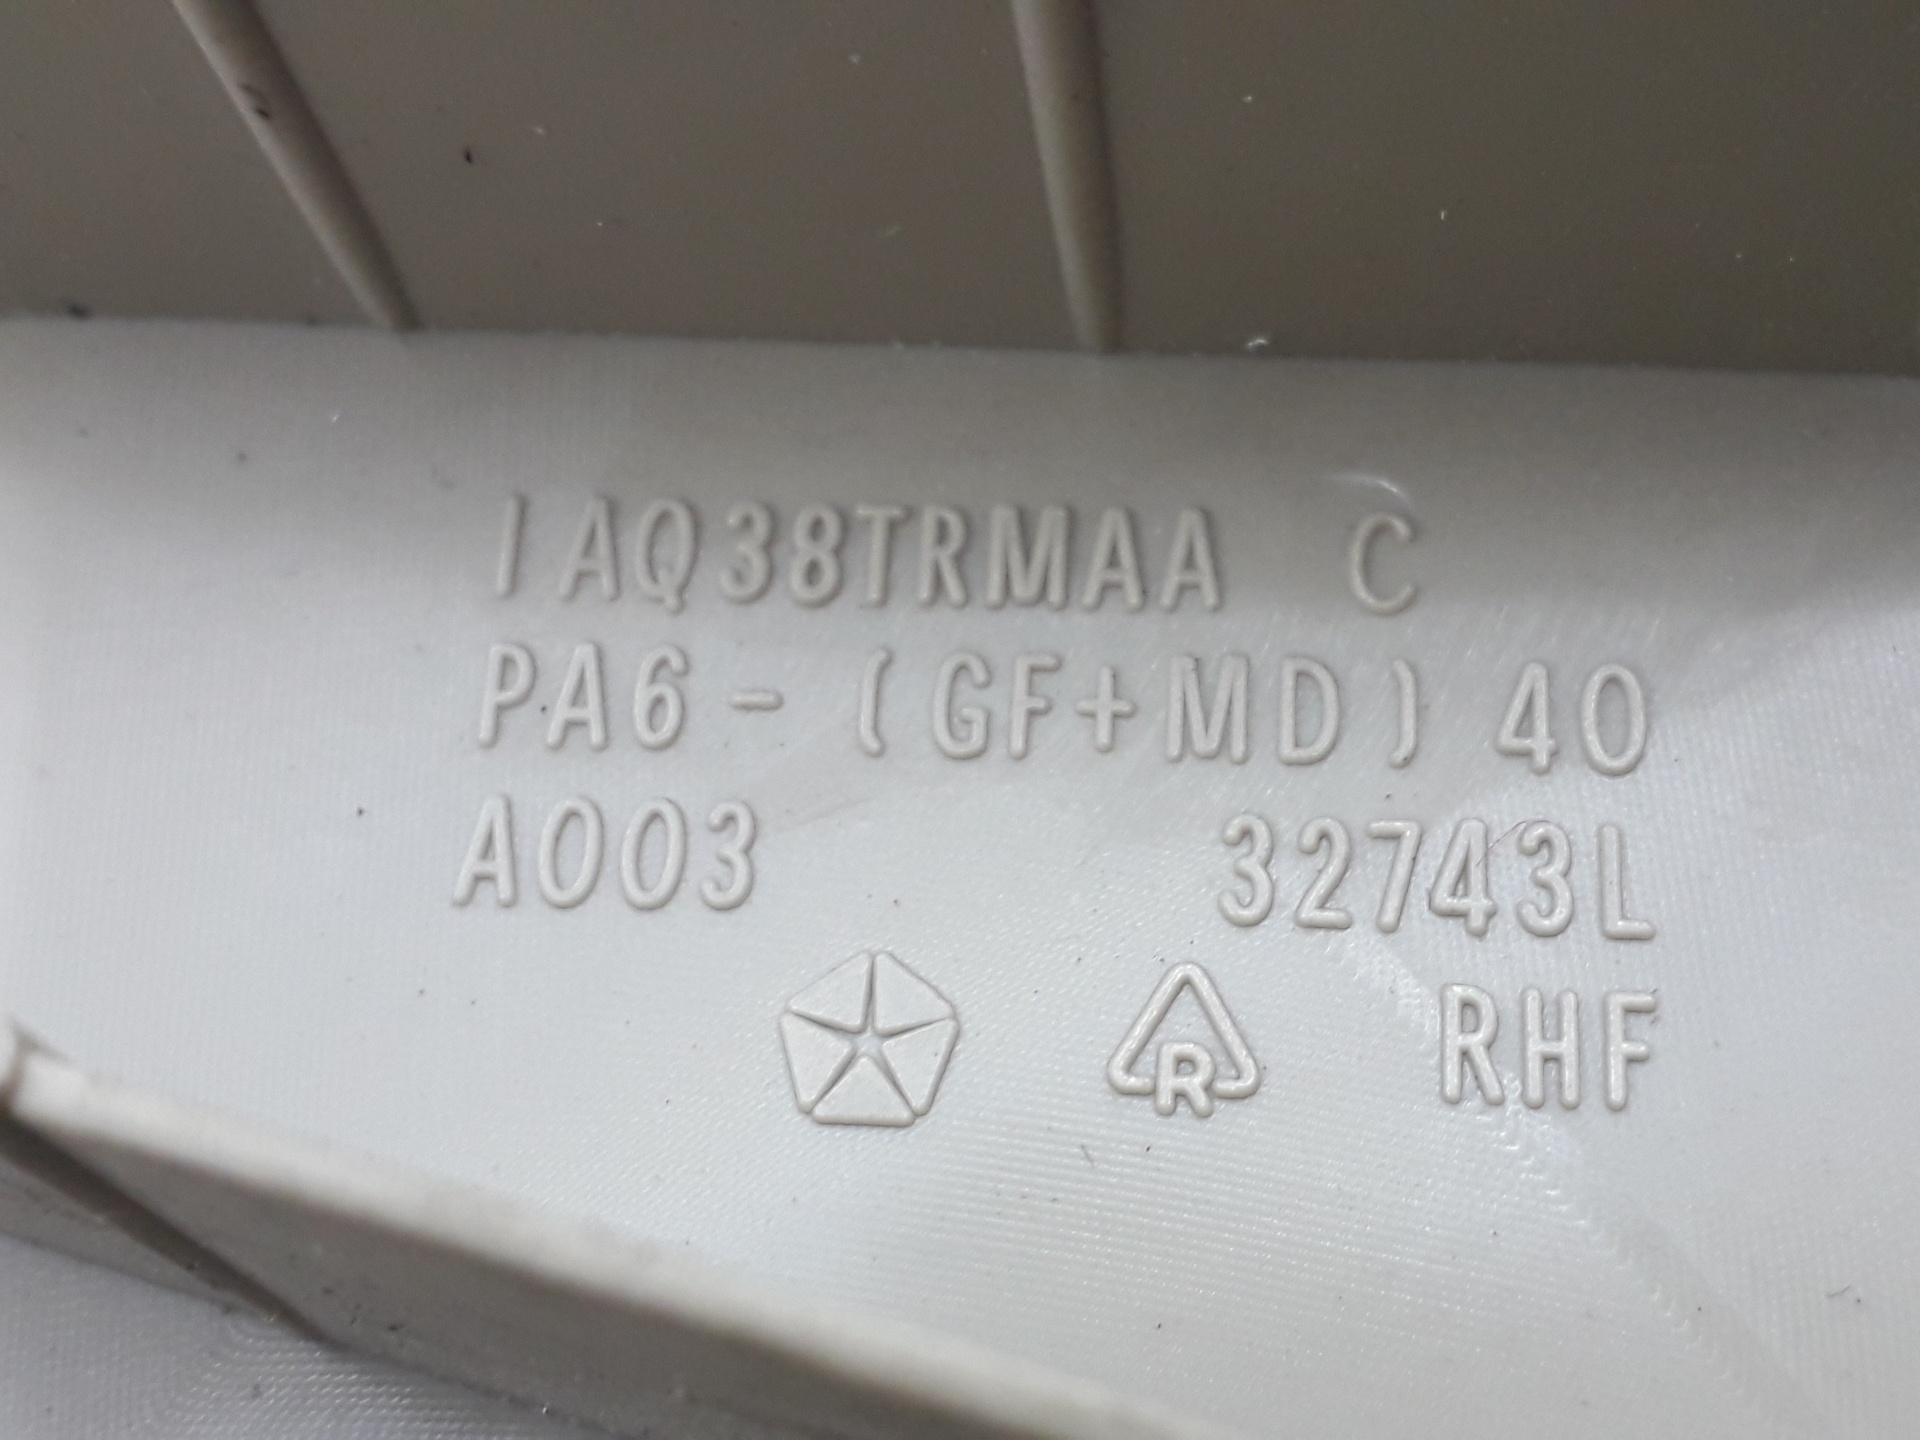 1AQ38TRMAA C
PA6-(GF+MD)40
A003 32743L
R RHF